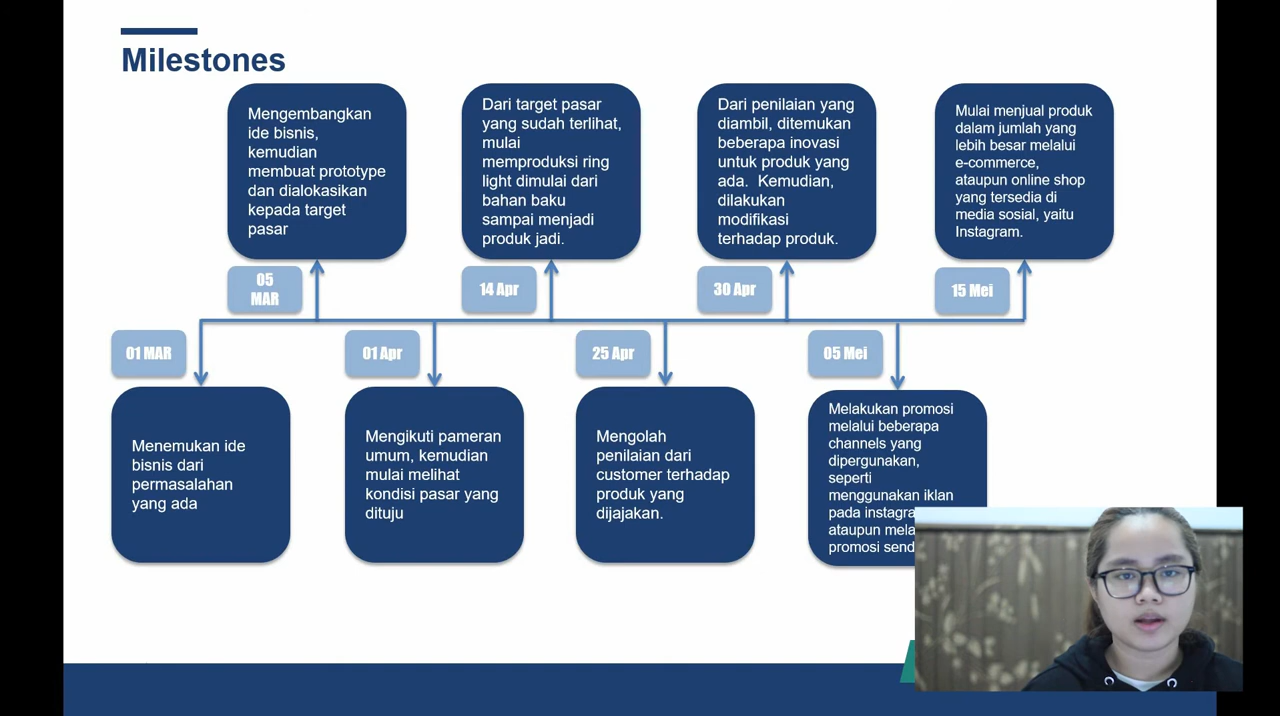 Milestones
Mengembangkan
ide bisnis,
kemudian
membuat prototype
dan dialokasikan
kepada target
pasar
Dari target pasar
yang sudah terlihat,
mulai
memproduksi ring
light dimulai dari
bahan baku
sampai menjadi
produk jadi.
Dari penilaian yang
diambil, ditemukan
beberapa inovasi
untuk produk yang
ada. Kemudian,
dilakukan
modifikasi
terhadap produk.
Mulai menjual produk
dalam jumlah yang
lebih besar melalui
e-commerce,
ataupun online shop
yang tersedia di
media sosial, yaitu
Instagram.
05
MAR
14 Apr
30 Apr
15 Mei
01 MAR
01 Apr
25 Apr
05 Mei
Menemukan ide
bisnis dari
permasalahan
yang ada
Mengikuti pameran
umum, kemudian
mulai melihat
kondisi pasar yang
dituju
Mengolah
penilaian dari
customer terhadap
produk yang
dijajakan.
Melakukan promosi
melalui beberapa
channels yang
dipergunakan,
seperti
menggunakan iklan
pada
ataupun
promosi